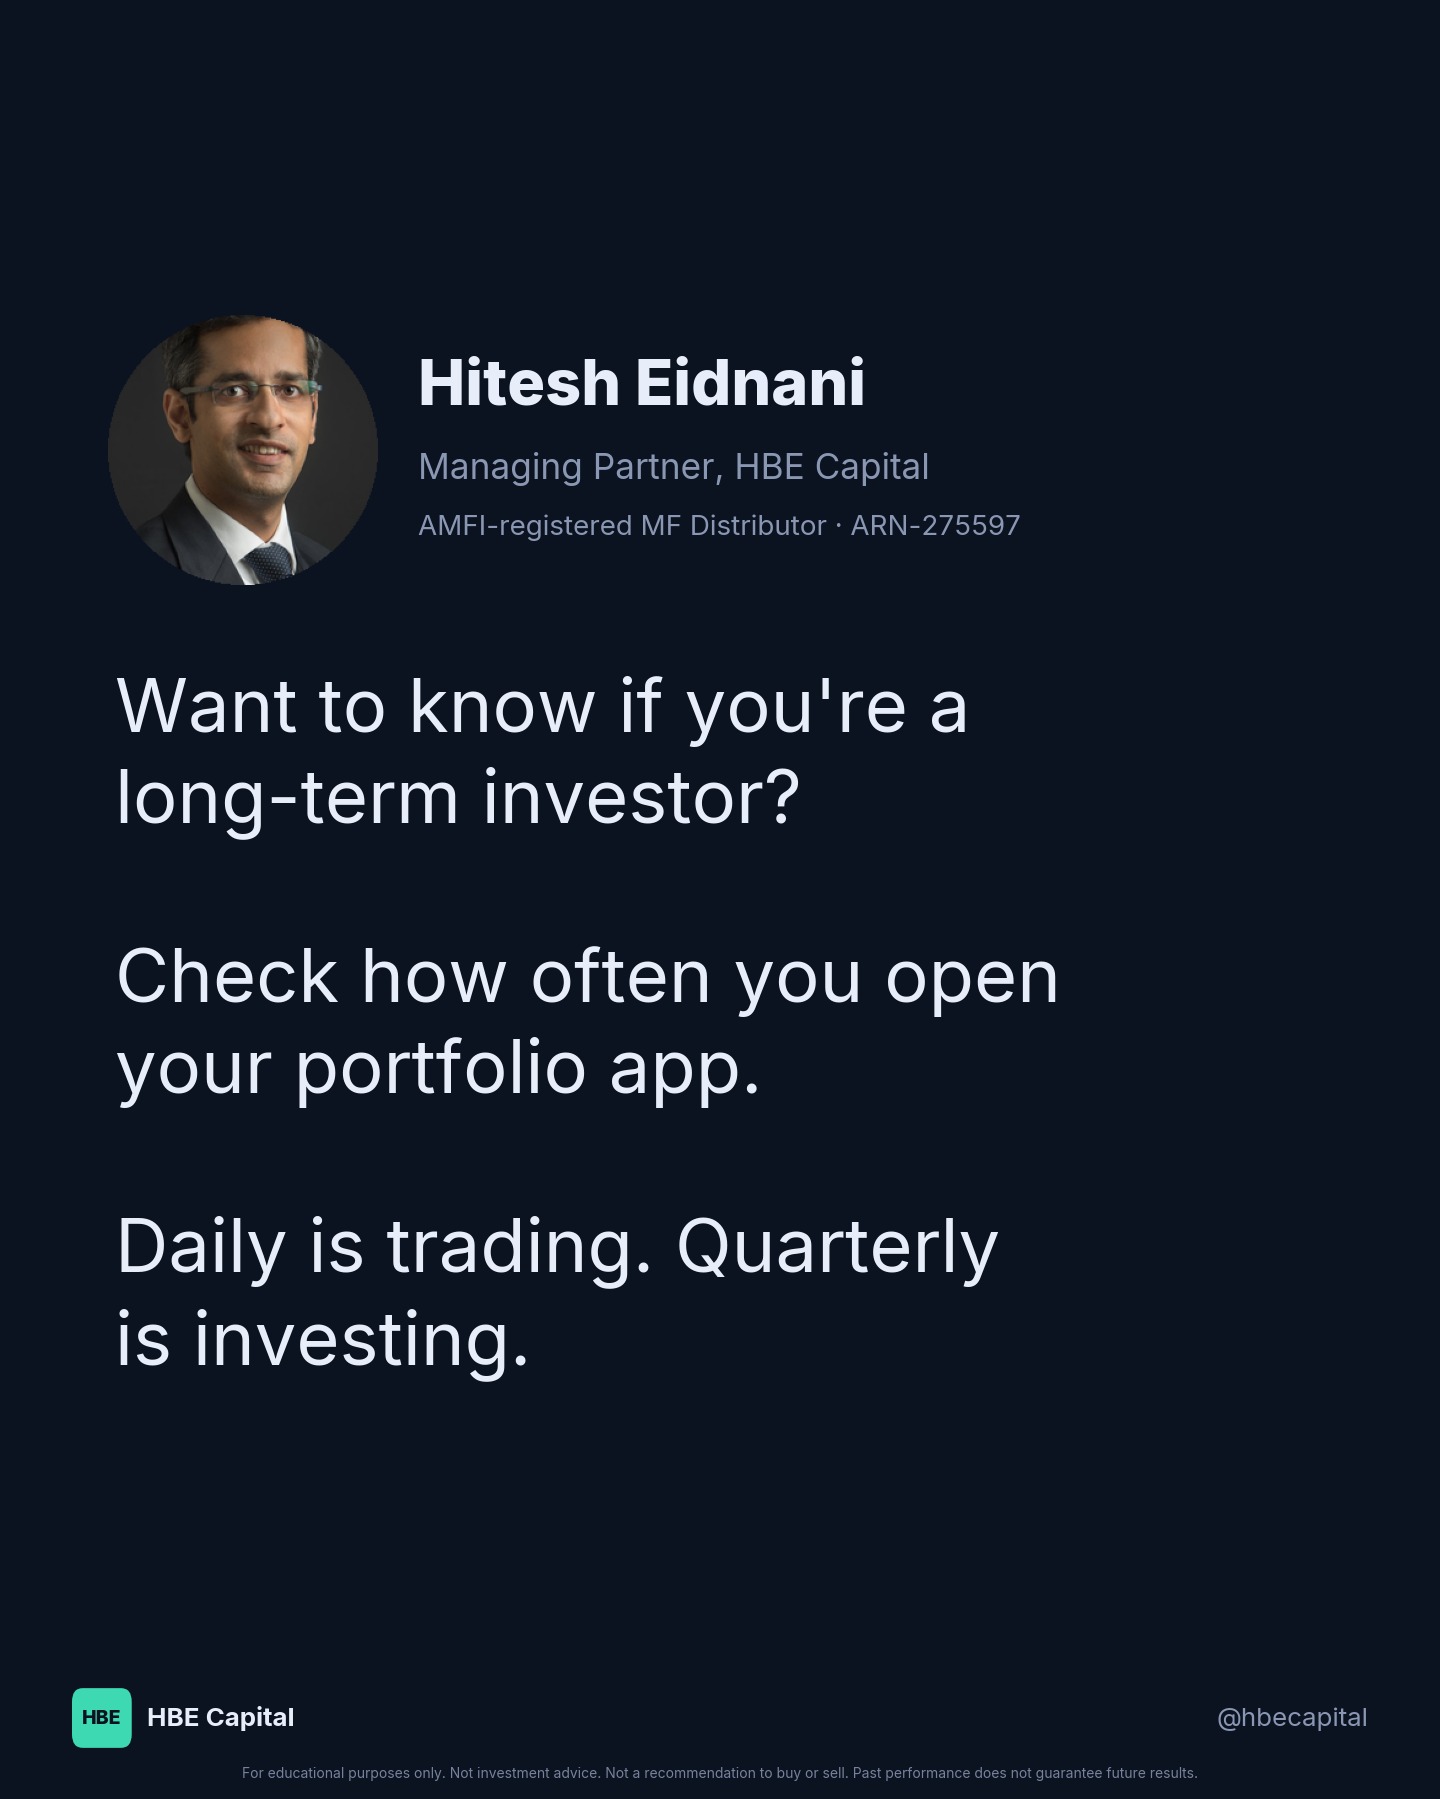 Hitesh Eidnani
Managing Partner, HBE Capital
AMFI-registered MF Distributor · ARN-275597
Want to know if you're a
long-term investor?
Check how often you open
your portfolio app.
Daily is trading. Quarterly
is investing.
HBE
HBE Capital
@hbecapital
For educational purposes only. Not investment advice. Not a recommendation to buy or sell. Past performance does not guarantee future results.